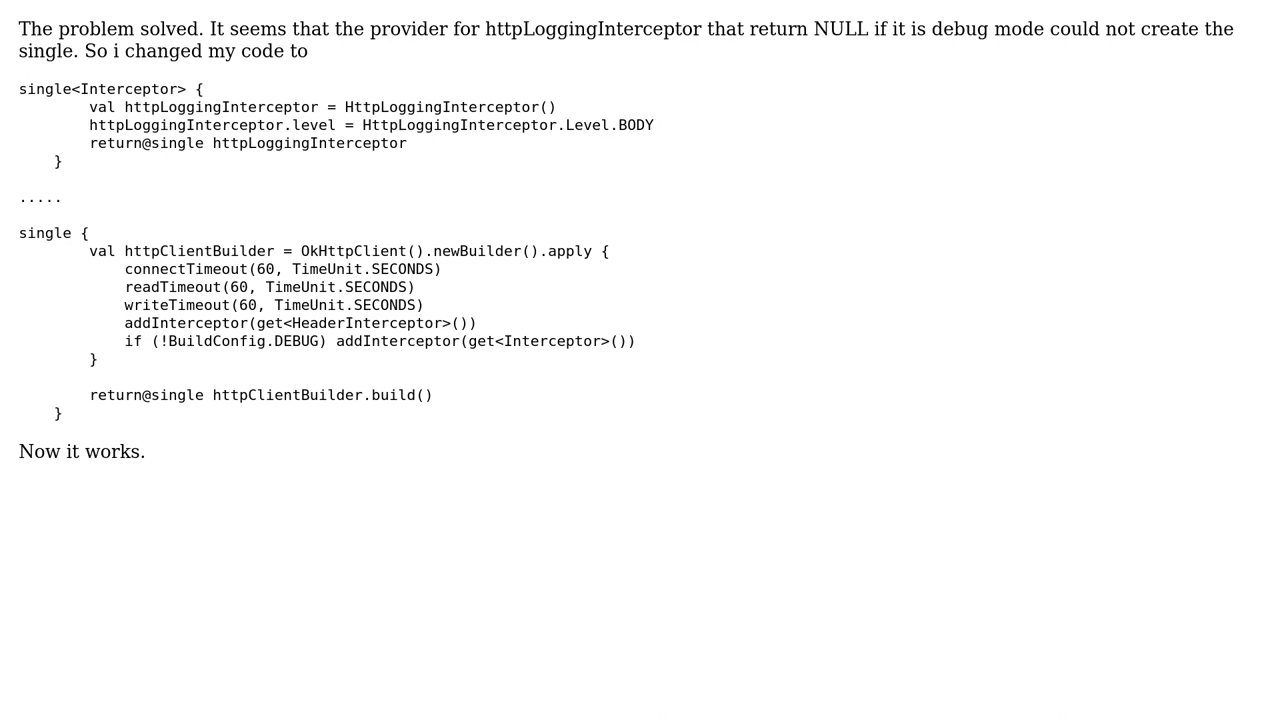 The problem solved. It seems that the provider for httpLoggingInterceptor that return NULL if it is debug mode could not create the
single. So i changed my code to
single<Interceptor> {
        val httpLoggingInterceptor = HttpLoggingInterceptor()
        httpLoggingInterceptor.level = HttpLoggingInterceptor.Level.BODY
        return@single httpLoggingInterceptor
    }
.....
single {
        val httpClientBuilder = OkHttpClient().newBuilder().apply {
            connectTimeout(60, TimeUnit.SECONDS)
            readTimeout(60, TimeUnit.SECONDS)
            writeTimeout(60, TimeUnit.SECONDS)
            addInterceptor(get<HeaderInterceptor>())
            if (!BuildConfig.DEBUG) addInterceptor(get<Interceptor>())
        }
        return@single httpClientBuilder.build()
    }
Now it works.